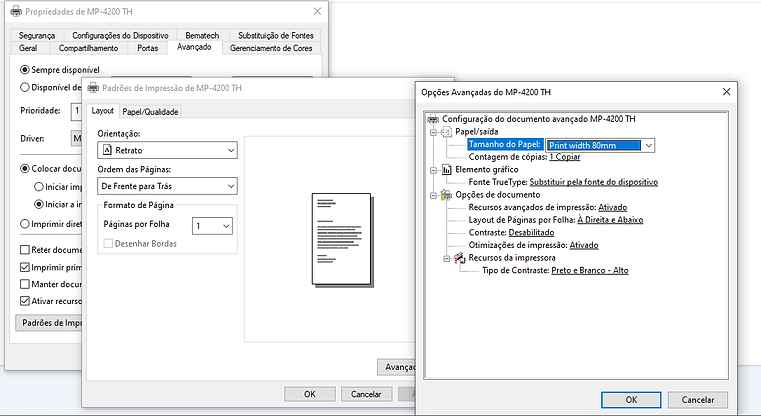 Propriedades de MP-4200 TH
Segurança Configurações do Dispositivo Bematech Substituição de Fontes
Geral Compartilhamento Portas Avançado Gerenciamento de Cores
Sempre disponível
Disponível de
Prioridade: 1
Driver: M
Colocar docum
Iniciar imp
Iniciar a i
Imprimir diret
Reter docume
Imprimir prim
Manter docum
Ativar recurso
Padrões de Impr
Padrões de Impressão de MP-4200 TH
Layout Papel/Qualidade
Orientação:
Retrato
Ordem das Páginas:
De Frente para Trás
Formato de Página
Páginas por Folha 1
Desenhar Bordas
Avançad
OK Cancelar
Opções Avançadas do MP-4200 TH
Configuração do documento avançado MP-4200 TH
Papel/saída
Tamanho do Papel: Print width 80mm
Contagem de cópias: 1 Copiar
Elemento gráfico
Fonte TrueType: Substituir pela fonte do dispositivo
Opções de documento
Recursos avançados de impressão: Ativado
Layout de Páginas por Folha: À Direita e Abaixo
Contraste: Desabilitado
Otimizações de impressão: Ativado
Recursos da impressora
Tipo de Contraste: Preto e Branco - Alto
OK Cancelar